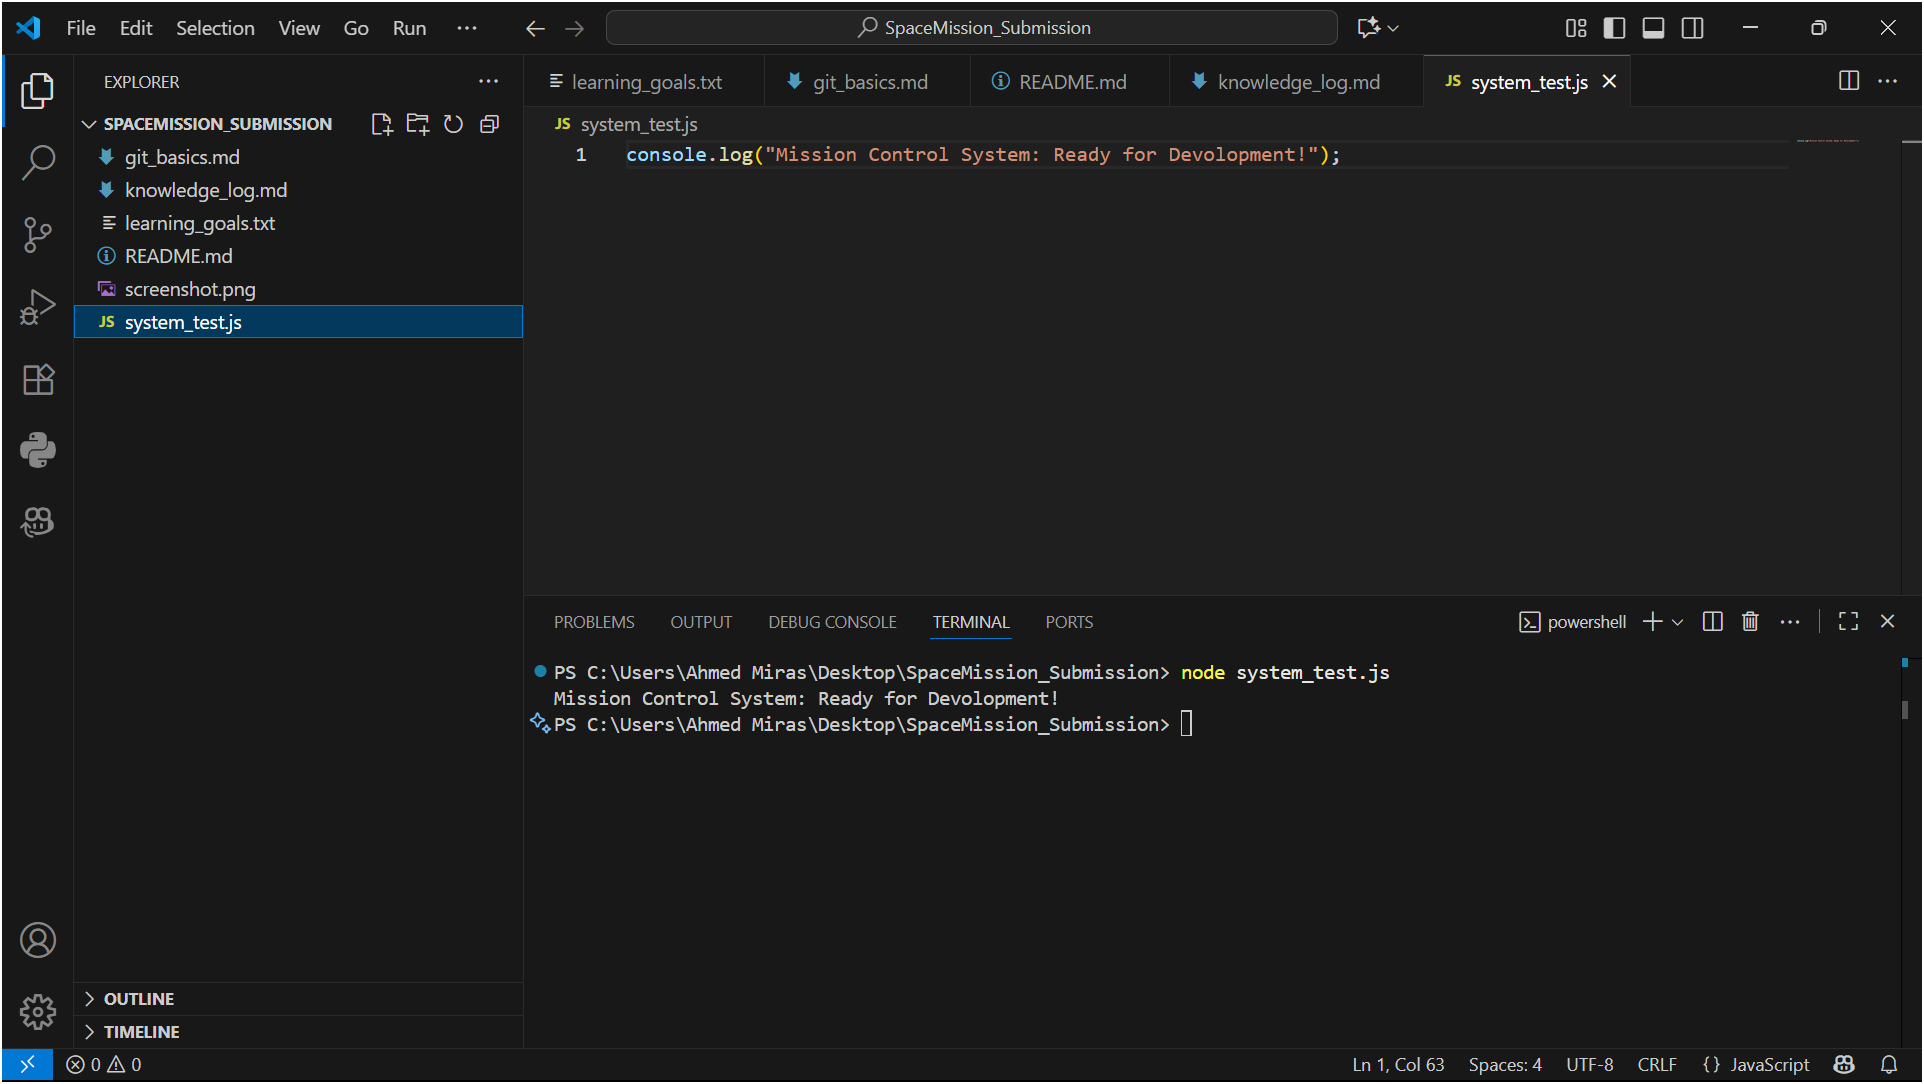 File Edit Selection View Go Run ···
SpaceMission_Submission
EXPLORER
SPACEMISSION_SUBMISSION
git_basics.md
knowledge_log.md
learning_goals.txt
README.md
screenshot.png
JS system_test.js
OUTLINE
TIMELINE
learning_goals.txt git_basics.md README.md knowledge_log.md JS system_test.js
JS system_test.js
1 console.log("Mission Control System: Ready for Devolopment!");
PROBLEMS OUTPUT DEBUG CONSOLE TERMINAL PORTS powershell
PS C:\Users\Ahmed Miras\Desktop\SpaceMission_Submission> node system_test.js
Mission Control System: Ready for Devolopment!
PS C:\Users\Ahmed Miras\Desktop\SpaceMission_Submission>
0 0 Ln 1, Col 63 Spaces: 4 UTF-8 CRLF {} JavaScript